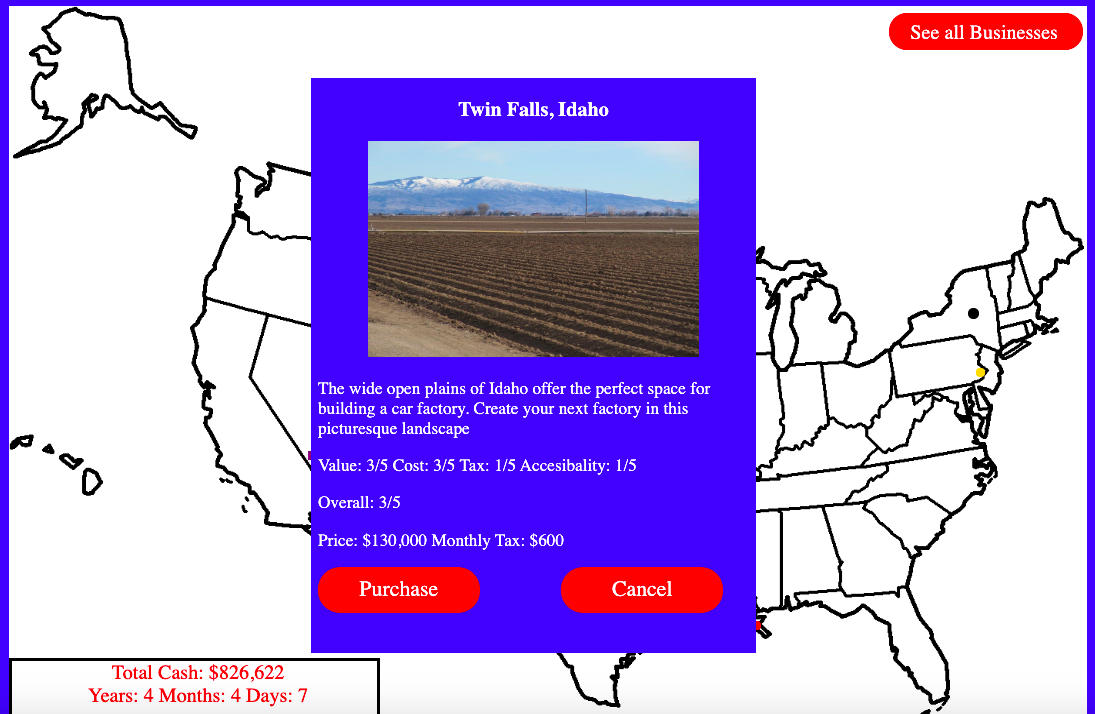 See all Businesses
Twin Falls, Idaho
The wide open plains of Idaho offer the perfect space for
building a car factory. Create your next factory in this
picturesque landscape
Value: 3/5 Cost: 3/5 Tax: 1/5 Accesibality: 1/5
Overall: 3/5
Price: $130,000 Monthly Tax: $600
Purchase Cancel
Total Cash: $826,622
Years: 4 Months: 4 Days: 7